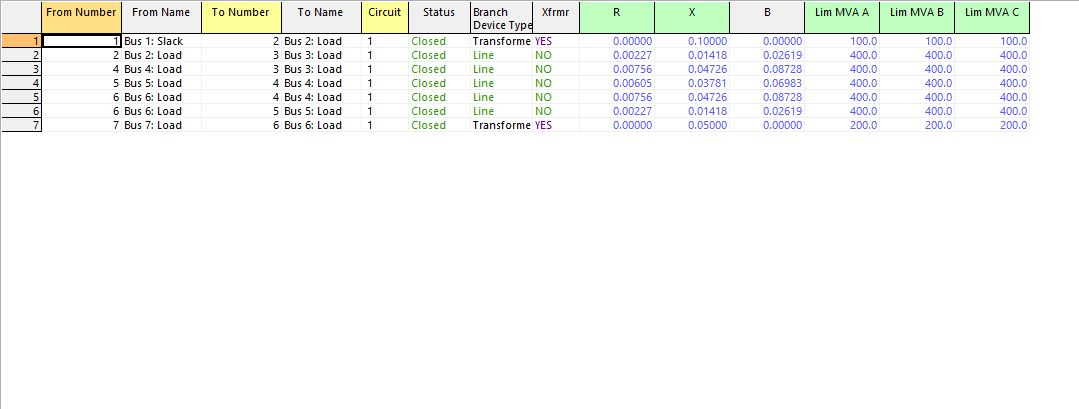 From Number From Name To Number To Name Circuit Status Branch Device Type Xfrmr R X B Lim MVA A Lim MVA B Lim MVA C
1 1 Bus 1: Slack 2 Bus 2: Load 1 Closed Transforme YES 0.00000 0.10000 0.00000 100.0 100.0 100.0
2 2 Bus 2: Load 3 Bus 3: Load 1 Closed Line NO 0.00227 0.01418 0.02619 400.0 400.0 400.0
3 4 Bus 4: Load 3 Bus 3: Load 1 Closed Line NO 0.00756 0.04726 0.08728 400.0 400.0 400.0
4 5 Bus 5: Load 4 Bus 4: Load 1 Closed Line NO 0.00605 0.03781 0.06983 400.0 400.0 400.0
5 6 Bus 6: Load 4 Bus 4: Load 1 Closed Line NO 0.00756 0.04726 0.08728 400.0 400.0 400.0
6 6 Bus 6: Load 5 Bus 5: Load 1 Closed Line NO 0.00227 0.01418 0.02619 400.0 400.0 400.0
7 7 Bus 7: Load 6 Bus 6: Load 1 Closed Transforme YES 0.00000 0.05000 0.00000 200.0 200.0 200.0